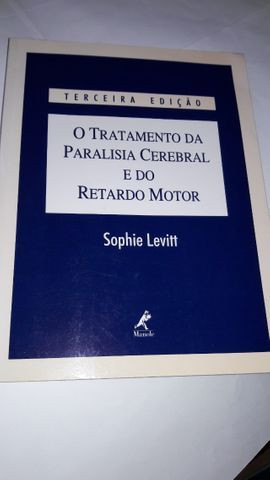 TERCEIRA EDIÇÃO
O TRATAMENTO DA
PARALISIA CEREBRAL
E DO
RETARDO MOTOR
Sophie Levitt
Manole